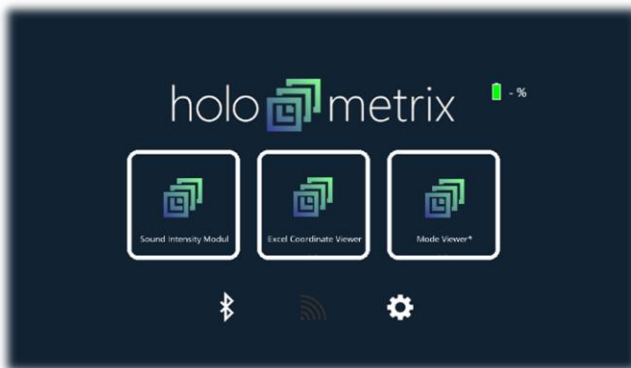 holo metrix
- %
Sound Intensity Modul
Excel Coordinate Viewer
Mode Viewer*